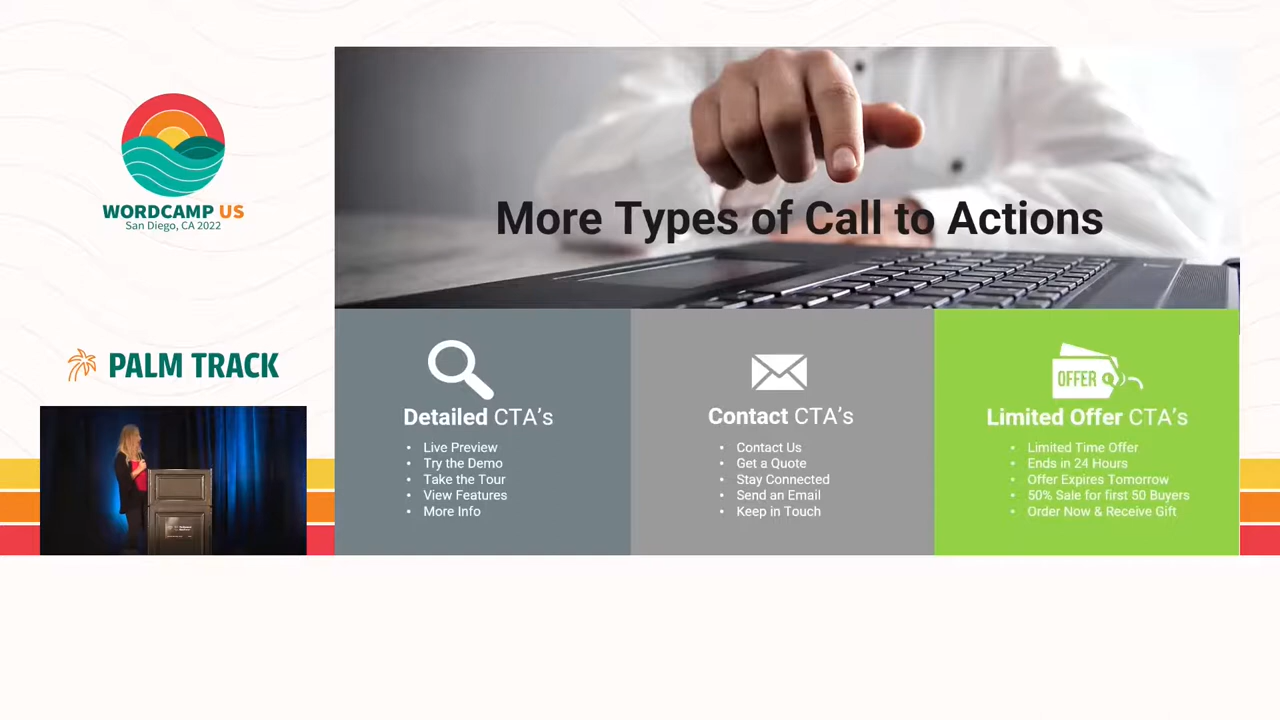 WORDCAMP US
San Diego, CA 2022
PALM TRACK
More Types of Call to Actions
Detailed CTA’s
• Live Preview
• Try the Demo
• Take the Tour
• View Features
• More Info
Contact CTA’s
• Contact Us
• Get a Quote
• Stay Connected
• Send an Email
• Keep in Touch
OFFER
Limited Offer CTA’s
• Limited Time Offer
• Ends in 24 Hours
• Offer Expires Tomorrow
• 50% Sale for first 50 Buyers
• Order Now & Receive Gift